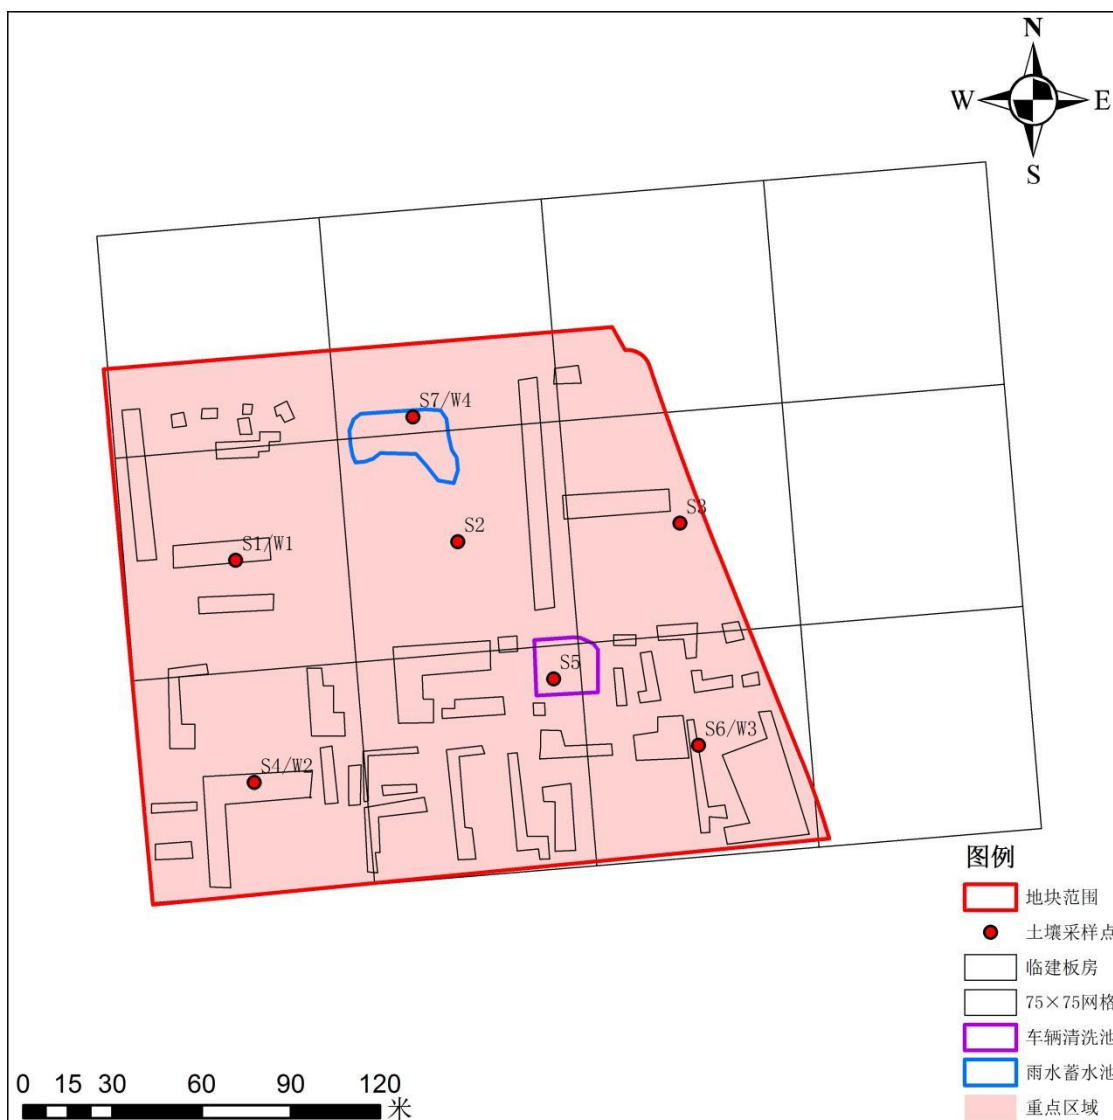 N
W E
S
S7/W4
S3
S2
S1/W1
S5
S6/W3
S4/W2
图例
地块范围
土壤采样点
临建板房
75×75网格
车辆清洗池
雨水蓄水池
重点区域
0 15 30 60 90 120
米